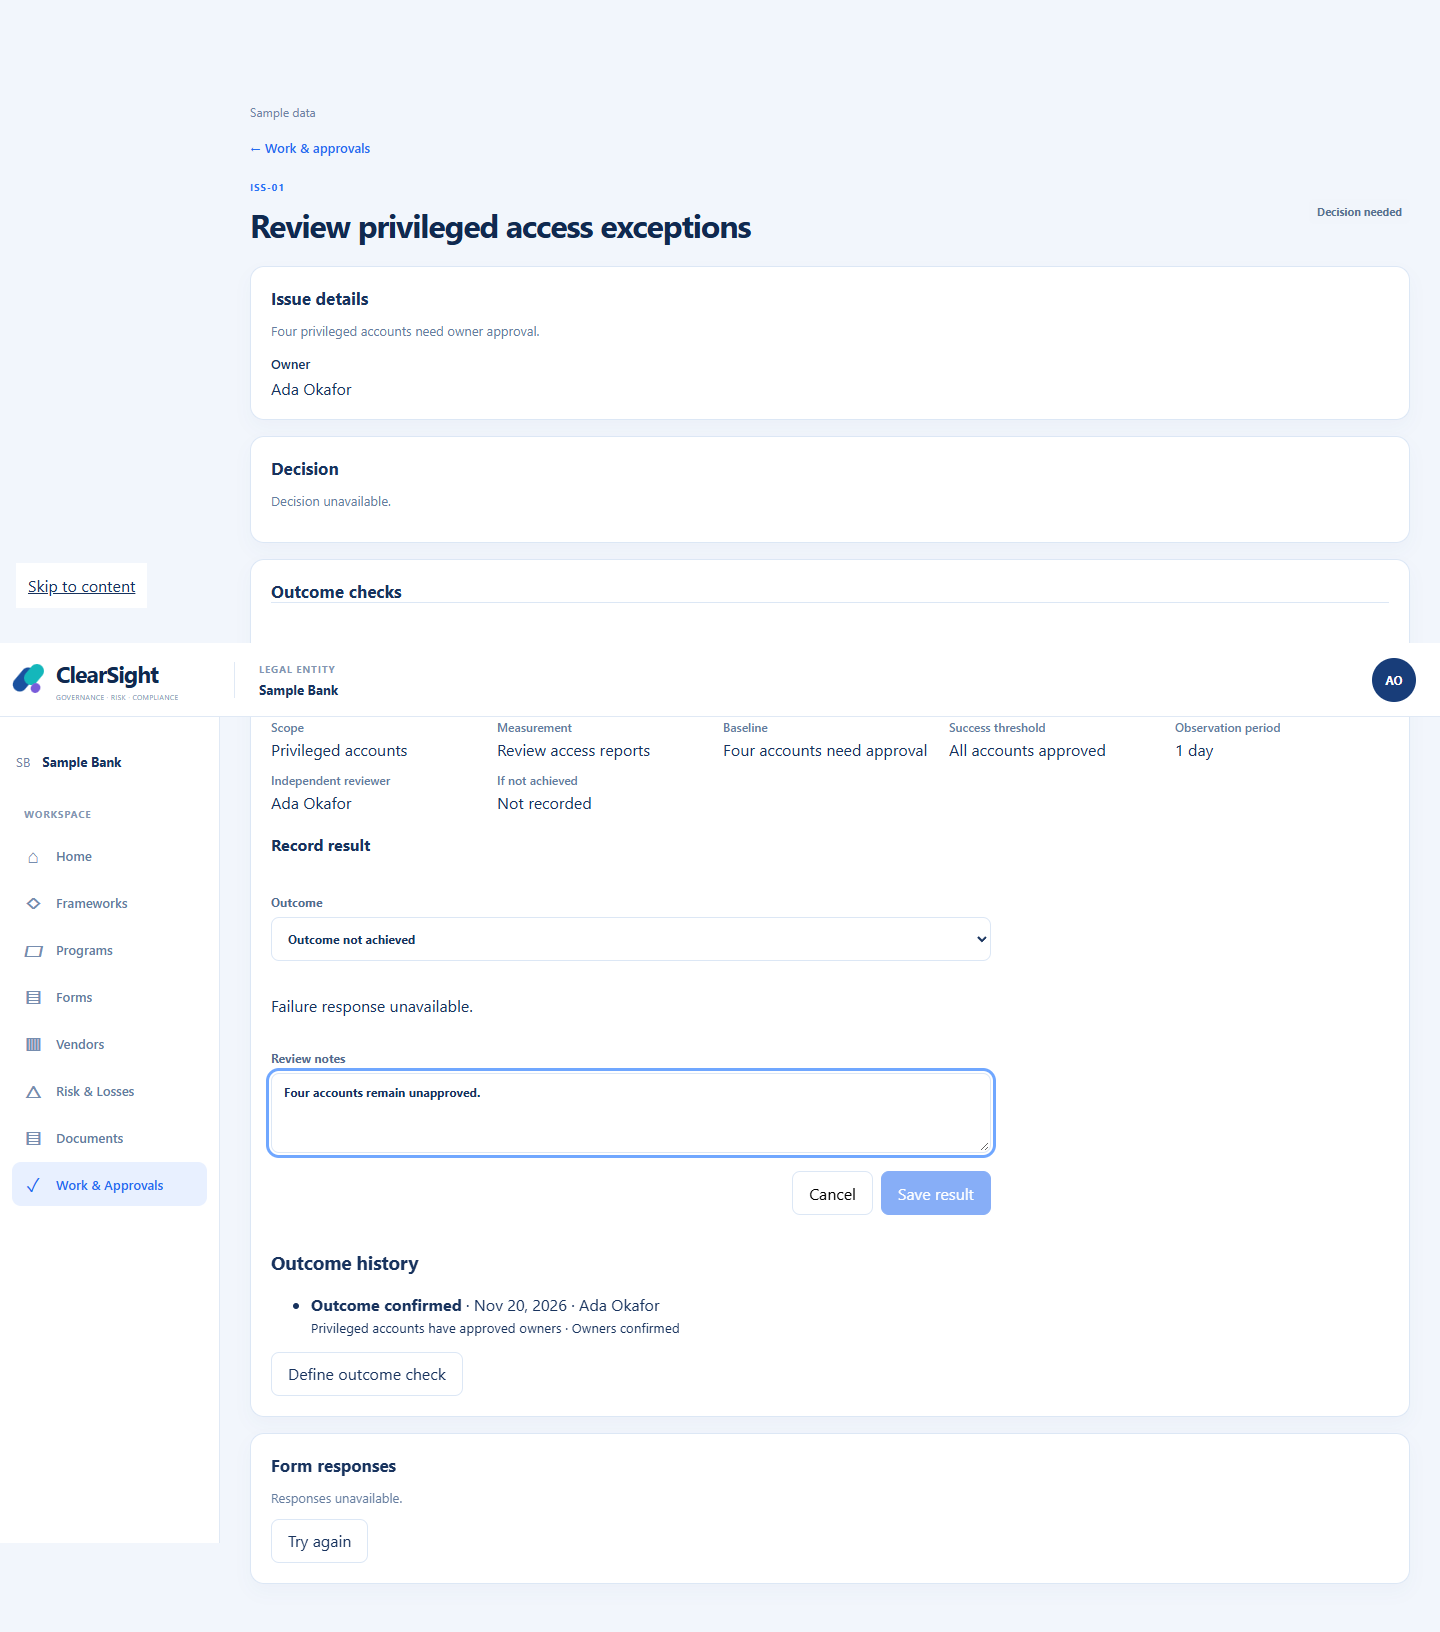 Sample data
← Work & approvals
ISS-01
Review privileged access exceptions
Decision needed
Issue details
Four privileged accounts need owner approval.
Owner
Ada Okafor
Decision
Decision unavailable.
Outcome checks
Skip to content
ClearSight
GOVERNANCE · RISK · COMPLIANCE
LEGAL ENTITY
Sample Bank
AO
SB Sample Bank
WORKSPACE
Home
Frameworks
Programs
Forms
Vendors
Risk & Losses
Documents
Work & Approvals
Scope
Privileged accounts
Measurement
Review access reports
Baseline
Four accounts need approval
Success threshold
All accounts approved
Observation period
1 day
Independent reviewer
Ada Okafor
If not achieved
Not recorded
Record result
Outcome
Outcome not achieved
Failure response unavailable.
Review notes
Four accounts remain unapproved.
Cancel
Save result
Outcome history
• Outcome confirmed · Nov 20, 2026 · Ada Okafor
Privileged accounts have approved owners · Owners confirmed
Define outcome check
Form responses
Responses unavailable.
Try again